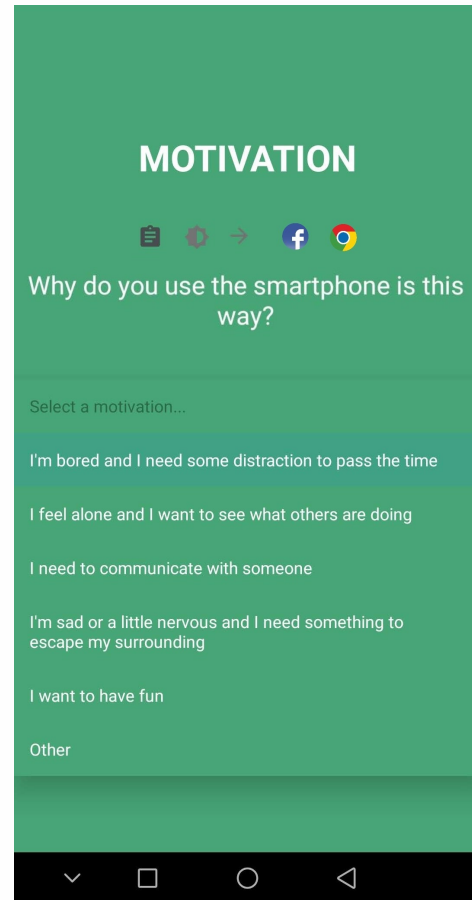 MOTIVATION
Why do you use the smartphone is this
way?
Select a motivation...
I'm bored and I need some distraction to pass the time
I feel alone and I want to see what others are doing
I need to communicate with someone
I'm sad or a little nervous and I need something to
escape my surrounding
I want to have fun
Other